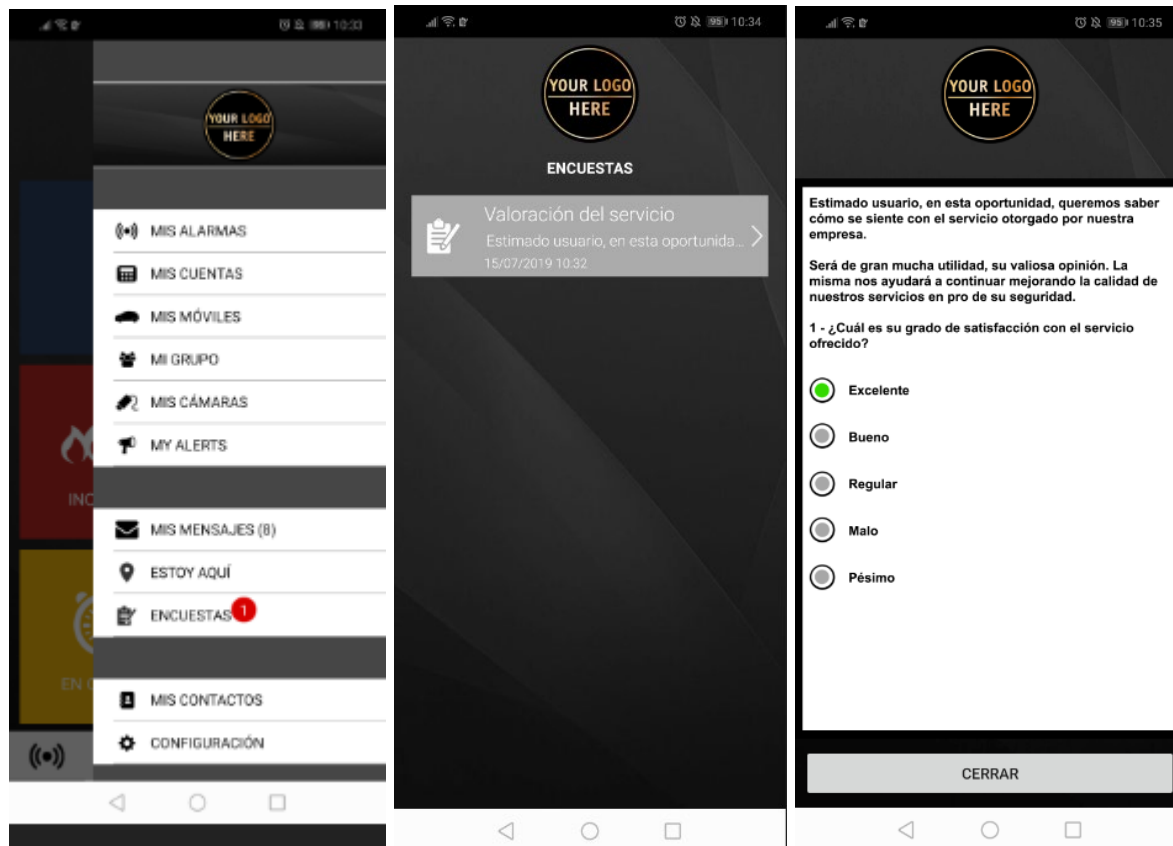 10:33
YOUR LOGO
HERE
MIS ALARMAS
MIS CUENTAS
MIS MÓVILES
MI GRUPO
MIS CÁMARAS
MY ALERTS
MIS MENSAJES (8)
ESTOY AQUÍ
ENCUESTAS 1
MIS CONTACTOS
CONFIGURACIÓN
INC
EN
95 10:34
YOUR LOGO
HERE
ENCUESTAS
Valoración del servicio
Estimado usuario, en esta oportunida...
15/07/2019 10:32
95 10:35
YOUR LOGO
HERE
Estimado usuario, en esta oportunidad, queremos saber
cómo se siente con el servicio otorgado por nuestra
empresa.
Será de gran mucha utilidad, su valiosa opinión. La
misma nos ayudará a continuar mejorando la calidad de
nuestros servicios en pro de su seguridad.
1 - ¿Cuál es su grado de satisfacción con el servicio
ofrecido?
Excelente
Bueno
Regular
Malo
Pésimo
CERRAR